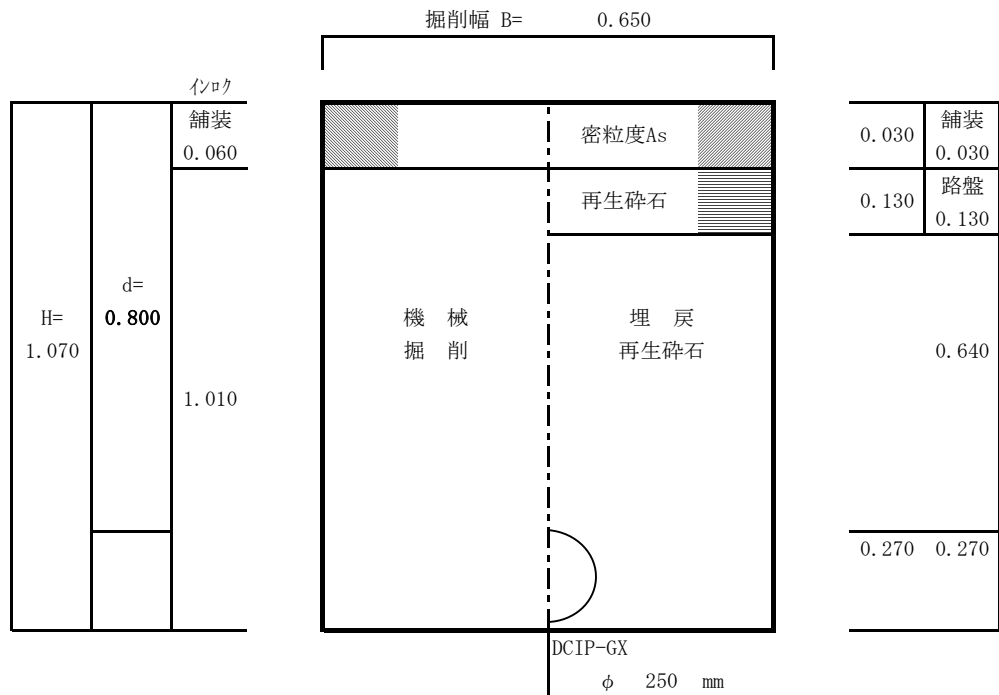 掘削幅 B= 0.650
インロク
舗装
0.060
密粒度As
0.030
舗装
0.030
再生砕石
0.130
路盤
0.130
d=
0.800
H=
1.070
機 械
掘 削
埋 戻
再生砕石
0.640
1.010
0.270 0.270
DCIP-GX
φ 250 mm